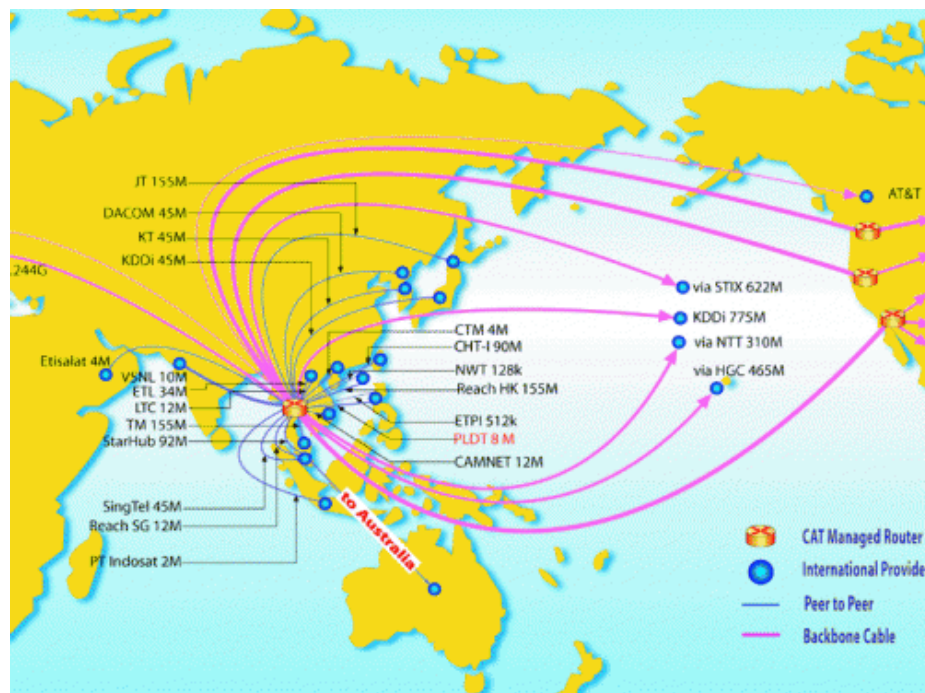 JT 155M
DACOM 45M
KT 45M
KDDi 45M
.244G
AT&T
via STIX 622M
KDDi 775M
via NTT 310M
via HGC 465M
Etisalat 4M
VSNL 10M
ETL 34M
LTC 12M
TM 155M
StarHub 92M
CTM 4M
CHT-I 90M
NWT 128k
Reach HK 155M
ETPI 512k
PLDT 8 M
CAMNET 12M
SingTel 45M
Reach SG 12M
PT Indosat 2M
to Australia
CAT Managed Router
International Provide
Peer to Peer
Backbone Cable